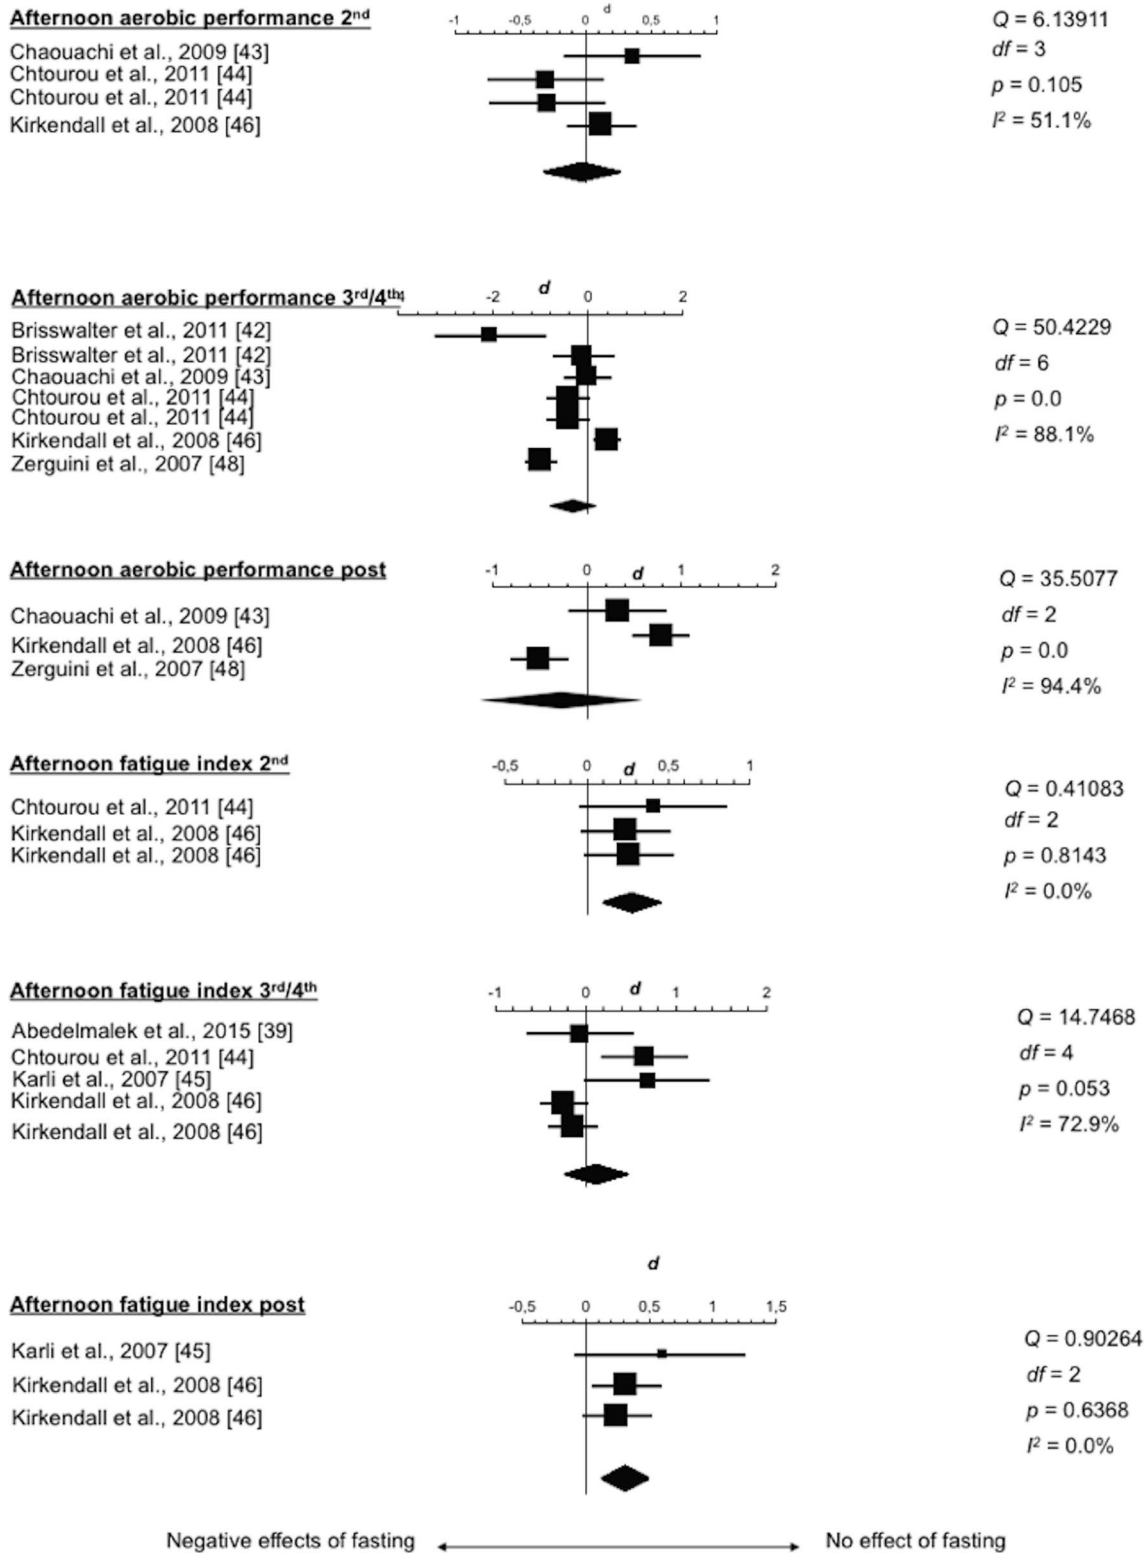 Afternoon aerobic performance 2nd
d
-1 -0,5 0 0,5 1
Q = 6.13911
Chaouachi et al., 2009 [43]
df = 3
Chtourou et al., 2011 [44]
p = 0.105
Chtourou et al., 2011 [44]
Kirkendall et al., 2008 [46]
I² = 51.1%
Afternoon aerobic performance 3rd/4th
d
-4 -2 0 2
Brisswalter et al., 2011 [42]
Q = 50.4229
Brisswalter et al., 2011 [42]
df = 6
Chaouachi et al., 2009 [43]
Chtourou et al., 2011 [44]
p = 0.0
Chtourou et al., 2011 [44]
Kirkendall et al., 2008 [46]
I² = 88.1%
Zerguini et al., 2007 [48]
Afternoon aerobic performance post
-1 0 d 1 2
Q = 35.5077
Chaouachi et al., 2009 [43]
df = 2
Kirkendall et al., 2008 [46]
p = 0.0
Zerguini et al., 2007 [48]
I² = 94.4%
Afternoon fatigue index 2nd
-0,5 0 d 0,5 1
Q = 0.41083
Chtourou et al., 2011 [44]
df = 2
Kirkendall et al., 2008 [46]
Kirkendall et al., 2008 [46]
p = 0.8143
I² = 0.0%
Afternoon fatigue index 3rd/4th
-1 0 d 1 2
Q = 14.7468
Abedelmalek et al., 2015 [39]
Chtourou et al., 2011 [44]
df = 4
Karli et al., 2007 [45]
p = 0.053
Kirkendall et al., 2008 [46]
I² = 72.9%
Kirkendall et al., 2008 [46]
d
Afternoon fatigue index post
-0,5 0 0,5 1 1,5
Q = 0.90264
Karli et al., 2007 [45]
df = 2
Kirkendall et al., 2008 [46]
p = 0.6368
Kirkendall et al., 2008 [46]
I² = 0.0%
Negative effects of fasting No effect of fasting